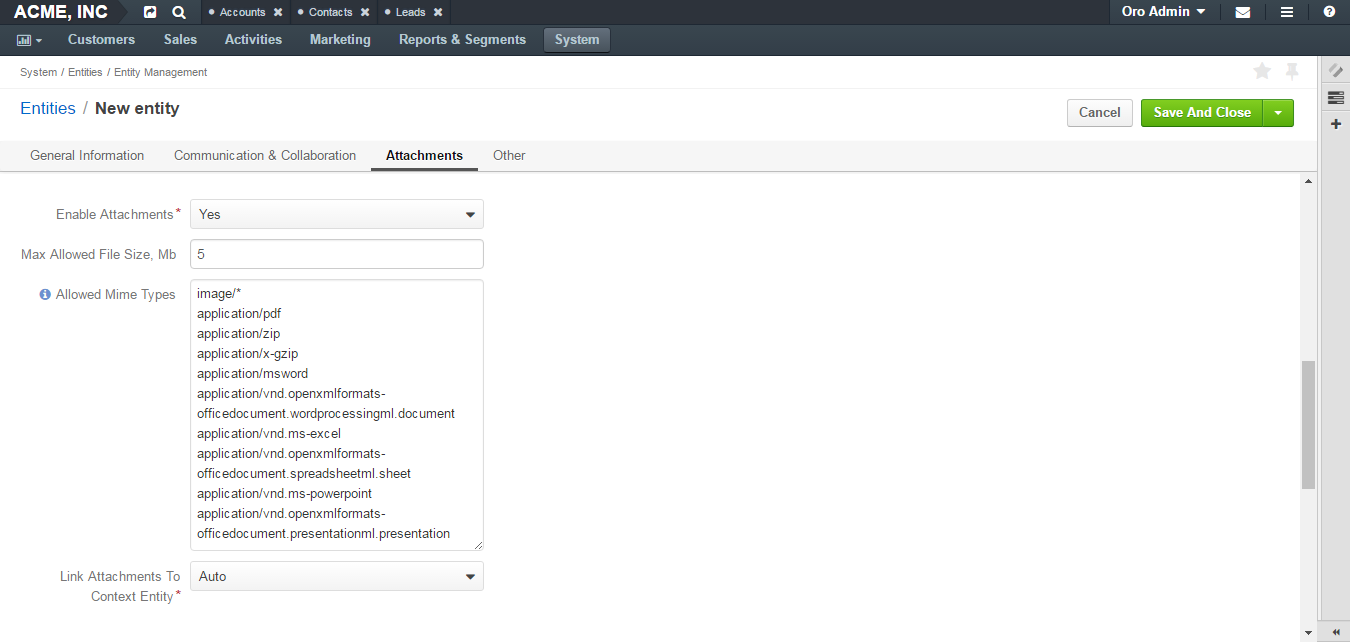 ACME, INC
• Accounts ✖ • Contacts ✖ • Leads ✖
Oro Admin
Customers Sales Activities Marketing Reports & Segments System
System / Entities / Entity Management
Entities / New entity
Cancel Save And Close
General Information Communication & Collaboration Attachments Other
Enable Attachments* Yes
Max Allowed File Size, Mb 5
Allowed Mime Types
image/*
application/pdf
application/zip
application/x-gzip
application/msword
application/vnd.openxmlformats-
officedocument.wordprocessingml.document
application/vnd.ms-excel
application/vnd.openxmlformats-
officedocument.spreadsheetml.sheet
application/vnd.ms-powerpoint
application/vnd.openxmlformats-
officedocument.presentationml.presentation
Link Attachments To
Context Entity*
Auto